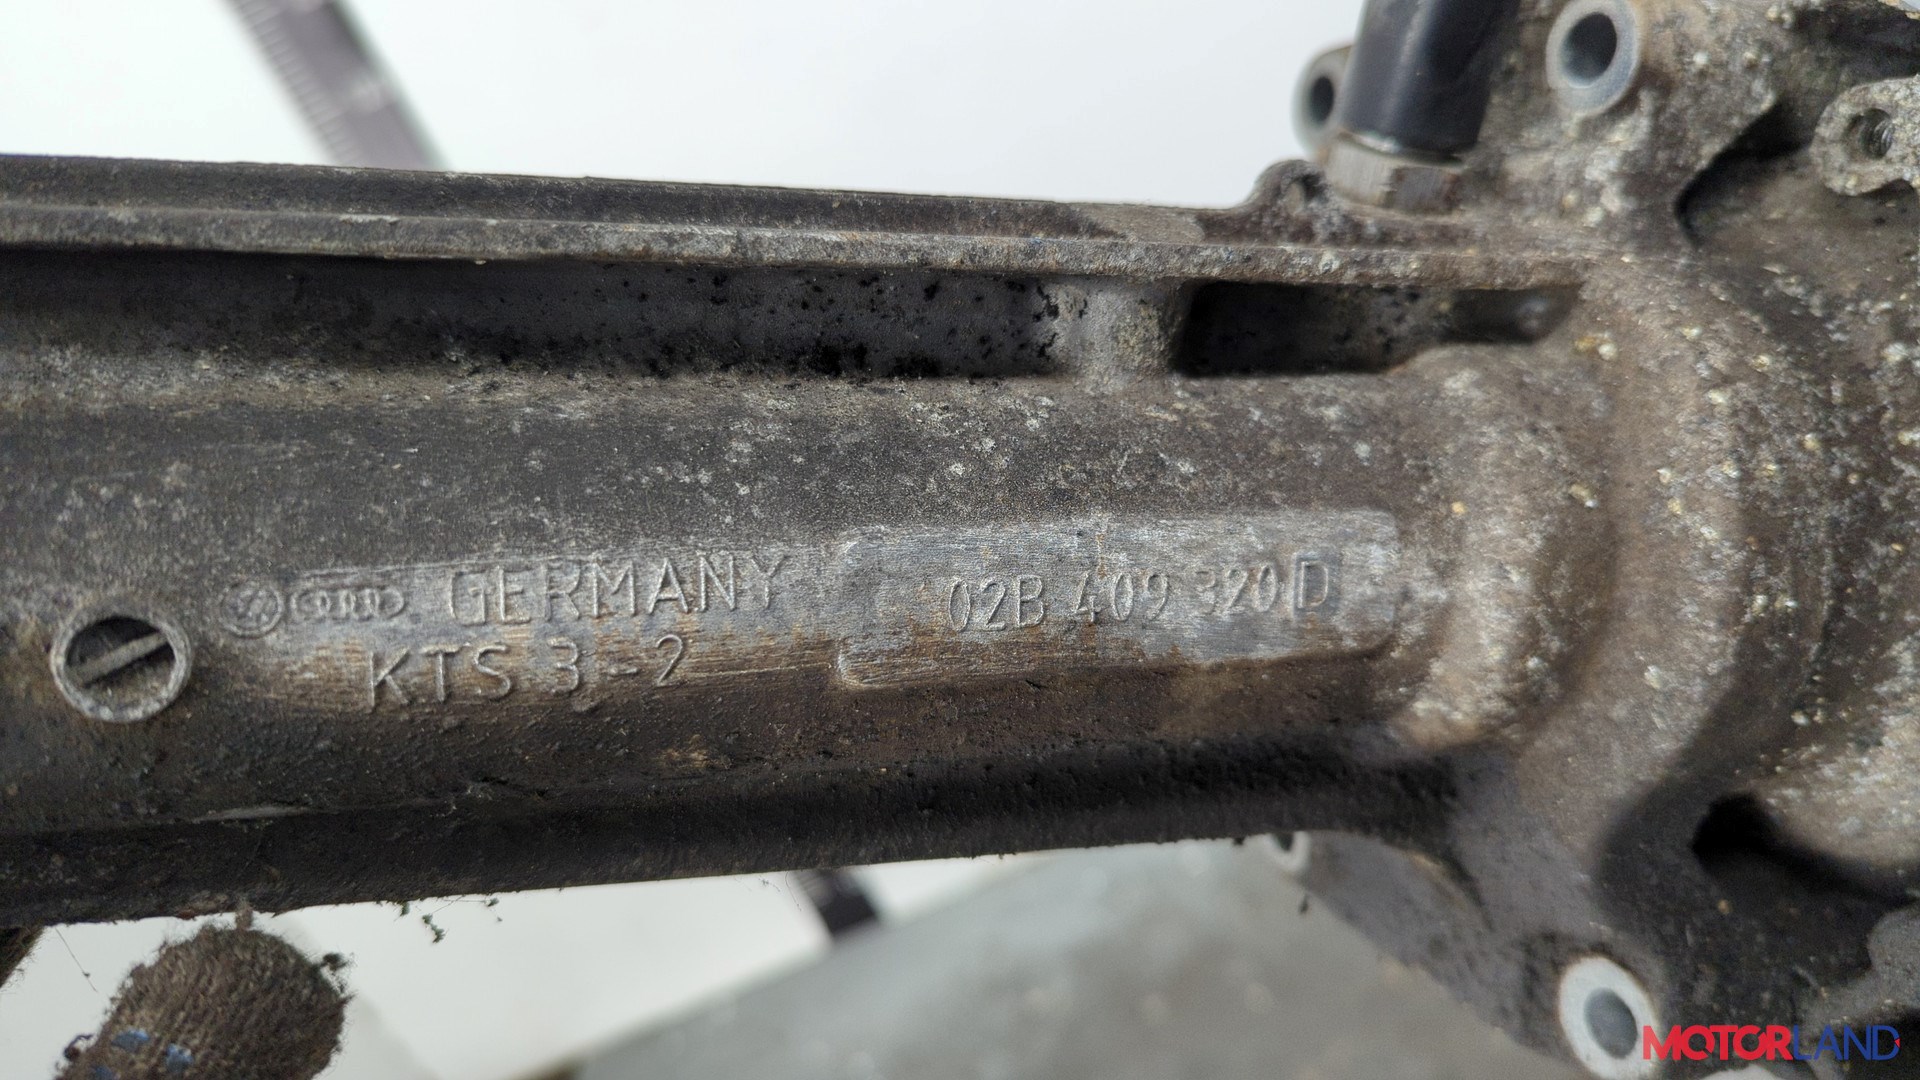 GERMANY
KTS 3-2
02B 409 320 D
MOTORLAND